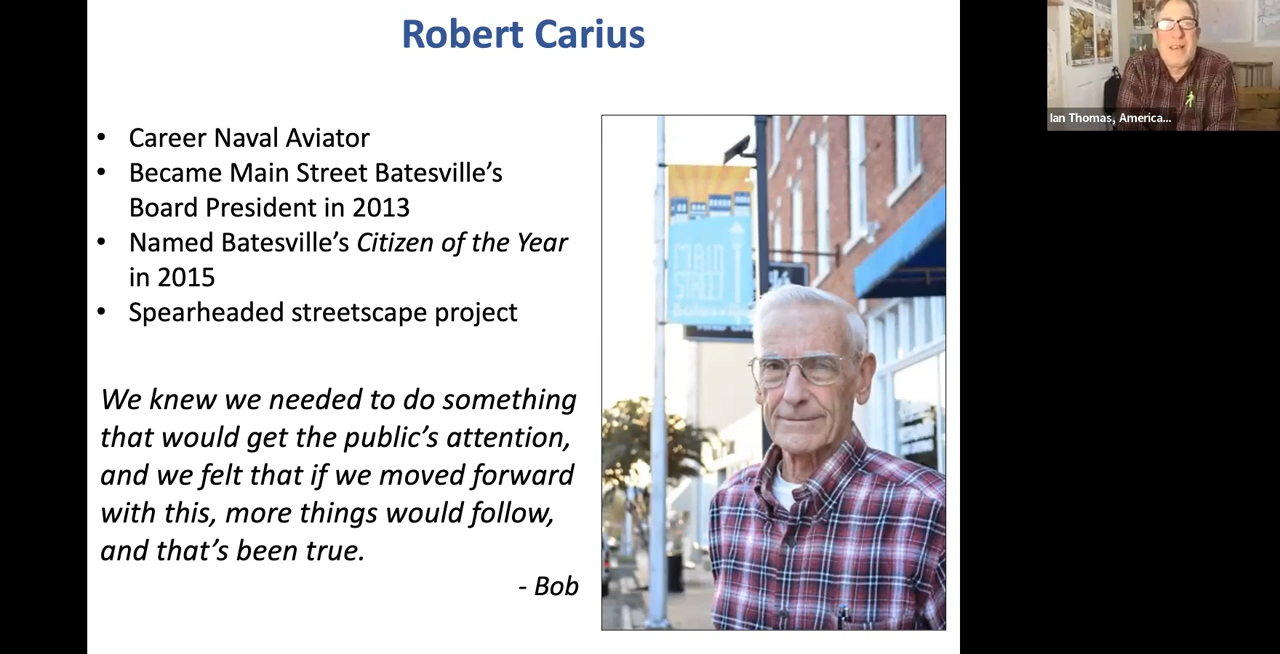 Robert Carius
• Career Naval Aviator
• Became Main Street Batesville’s
Board President in 2013
• Named Batesville’s Citizen of the Year
in 2015
• Spearheaded streetscape project
We knew we needed to do something
that would get the public’s attention,
and we felt that if we moved forward
with this, more things would follow,
and that’s been true.
- Bob
MAIN
STREET
Ian Thomas, America...